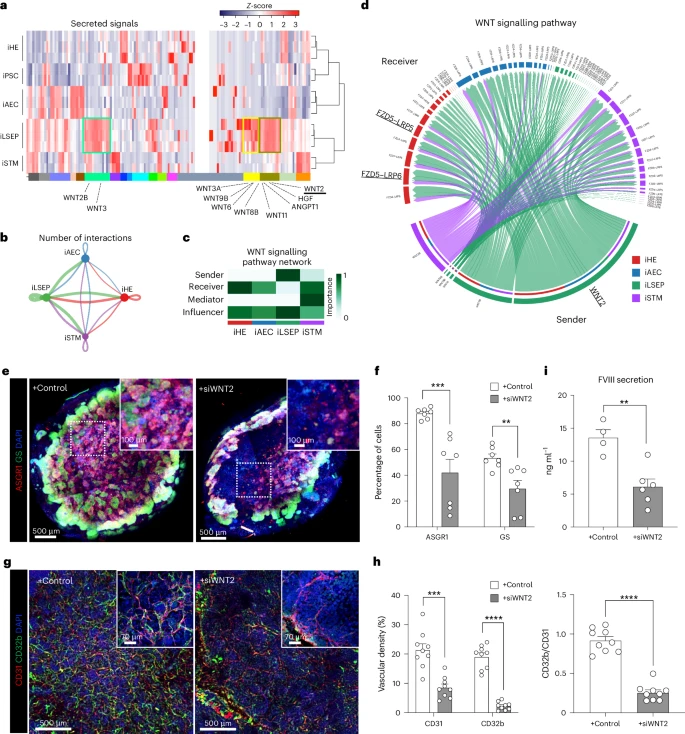 a
Secreted signals
Z-score
−3 −2 −1 0 1 2 3
iHE
iPSC
iAEC
iLSEP
iSTM
WNT2B
WNT3
WNT3A
WNT9B
WNT6
WNT8B
WNT11
WNT2
HGF
ANGPT1
b
Number of interactions
iAEC
iLSEP
iHE
iSTM
c
WNT signalling
pathway network
Sender
Receiver
Mediator
Influencer
iHE iAEC iLSEP iSTM
1
Importance
0
d
WNT signalling pathway
Receiver
FZD5–LRP5
FZD5–LRP6
WNT2
Sender
iHE
iAEC
iLSEP
iSTM
e
ASGR1 GS DAPI
+Control
100 µm
500 µm
+siWNT2
100 µm
500 µm
f
+Control
+siWNT2
Percentage of cells
100
80
60
40
20
0
***
**
ASGR1 GS
i
FVIII secretion
ng ml−1
20
15
10
5
0
**
+Control +siWNT2
g
CD31 CD32b DAPI
+Control
70 µm
500 µm
+siWNT2
70 µm
500 µm
h
+Control
+siWNT2
Vascular density (%)
40
30
20
10
0
***
****
CD31 CD32b
CD32b/CD31
1.5
1.0
0.5
0
****
+Control +siWNT2